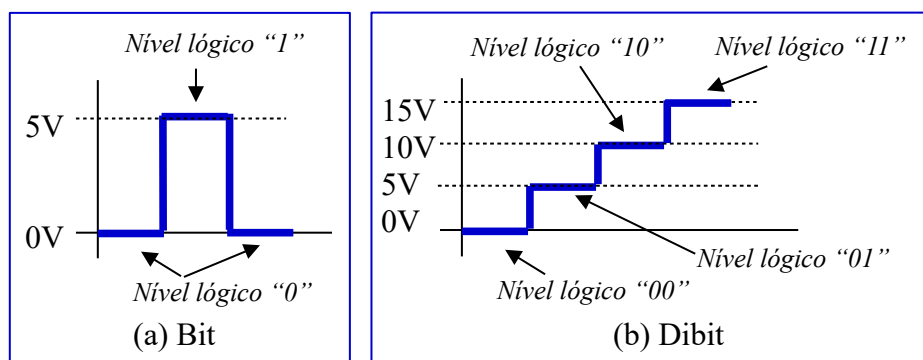 Nível lógico “1”
5V
0V
Nível lógico “0”
(a) Bit
Nível lógico “10”
Nível lógico “11”
15V
10V
5V
0V
Nível lógico “01”
Nível lógico “00”
(b) Dibit